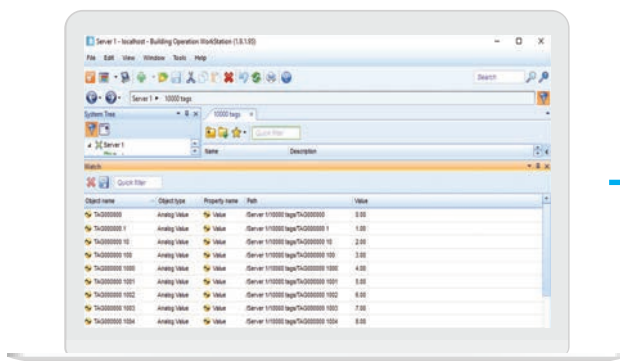 Server 1 - localhost - Building Operation WorkStation (1.8.1.93)
File Edit View Window Tools Help
Search
Server 1 ▸ 10000 tags
System Tree
10000 tags
Quick filter
Server 1
Name Description
Watch
Quick filter
Object name Object type Property name Path Value
TAG000000 Analog Value Value /Server 1/10000 tags/TAG000000 0.00
TAG000000 1 Analog Value Value /Server 1/10000 tags/TAG000000 1 1.00
TAG000000 10 Analog Value Value /Server 1/10000 tags/TAG000000 10 2.00
TAG000000 100 Analog Value Value /Server 1/10000 tags/TAG000000 100 3.00
TAG000000 1000 Analog Value Value /Server 1/10000 tags/TAG000000 1000 4.00
TAG000000 1001 Analog Value Value /Server 1/10000 tags/TAG000000 1001 5.00
TAG000000 1002 Analog Value Value /Server 1/10000 tags/TAG000000 1002 6.00
TAG000000 1003 Analog Value Value /Server 1/10000 tags/TAG000000 1003 7.00
TAG000000 1004 Analog Value Value /Server 1/10000 tags/TAG000000 1004 8.00